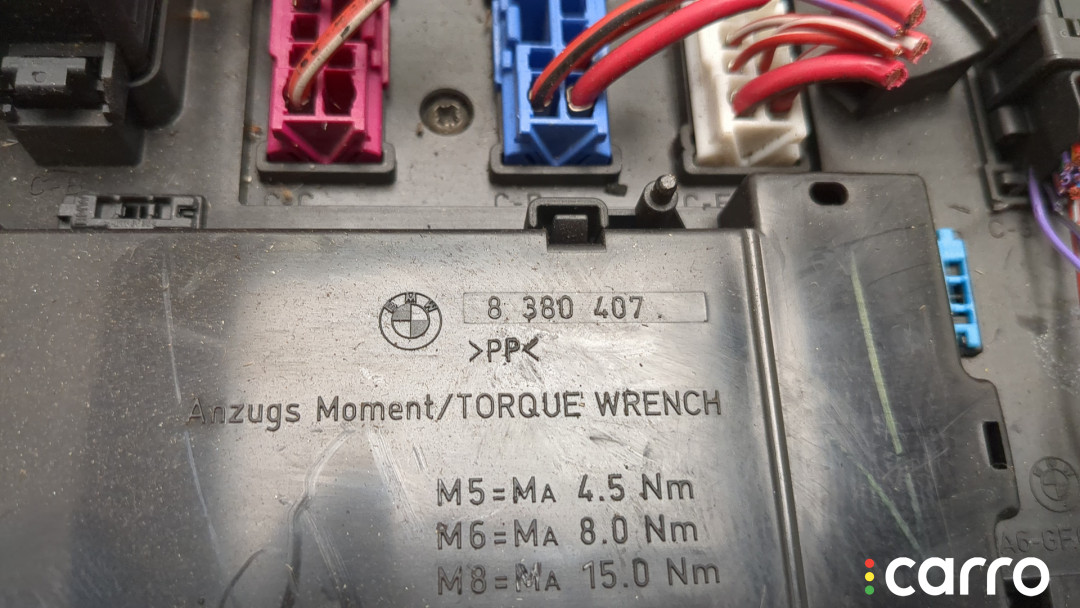 BMW
8 380 407
>PP<
Anzugs Moment/TORQUE WRENCH
M5=MA 4.5 Nm
M6=MA 8.0 Nm
M8=MA 15.0 Nm
carro